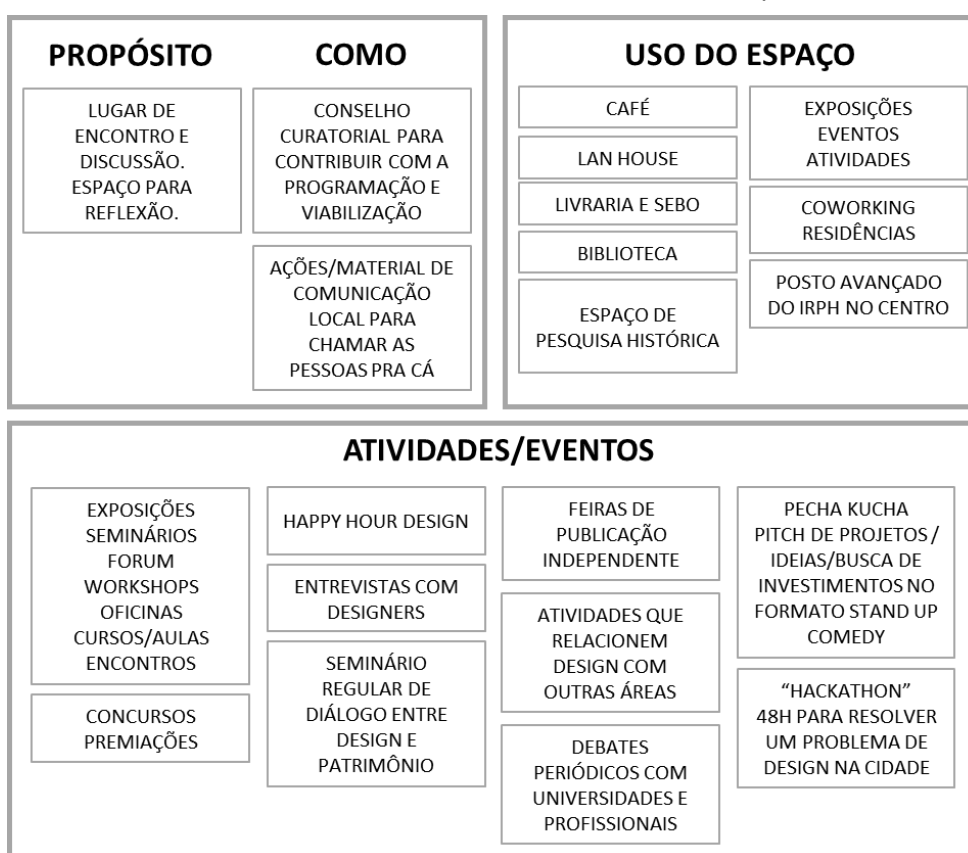 PROPÓSITO
LUGAR DE
ENCONTRO E
DISCUSSÃO.
ESPAÇO PARA
REFLEXÃO.
COMO
CONSELHO
CURATORIAL PARA
CONTRIBUIR COM A
PROGRAMAÇÃO E
VIABILIZAÇÃO
AÇÕES/MATERIAL DE
COMUNICAÇÃO
LOCAL PARA
CHAMAR AS
PESSOAS PRA CÁ
USO DO ESPAÇO
CAFÉ
LAN HOUSE
LIVRARIA E SEBO
BIBLIOTECA
ESPAÇO DE
PESQUISA HISTÓRICA
EXPOSIÇÕES
EVENTOS
ATIVIDADES
COWORKING
RESIDÊNCIAS
POSTO AVANÇADO
DO IRPH NO CENTRO
ATIVIDADES/EVENTOS
EXPOSIÇÕES
SEMINÁRIOS
FORUM
WORKSHOPS
OFICINAS
CURSOS/AULAS
ENCONTROS
CONCURSOS
PREMIAÇÕES
HAPPY HOUR DESIGN
ENTREVISTAS COM
DESIGNERS
SEMINÁRIO
REGULAR DE
DIÁLOGO ENTRE
DESIGN E
PATRIMÔNIO
FEIRAS DE
PUBLICAÇÃO
INDEPENDENTE
ATIVIDADES QUE
RELACIONEM
DESIGN COM
OUTRAS ÁREAS
DEBATES
PERIÓDICOS COM
UNIVERSIDADES E
PROFISSIONAIS
PECHA KUCHA
PITCH DE PROJETOS /
IDEIAS/BUSCA DE
INVESTIMENTOS NO
FORMATO STAND UP
COMEDY
“HACKATHON”
48H PARA RESOLVER
UM PROBLEMA DE
DESIGN NA CIDADE